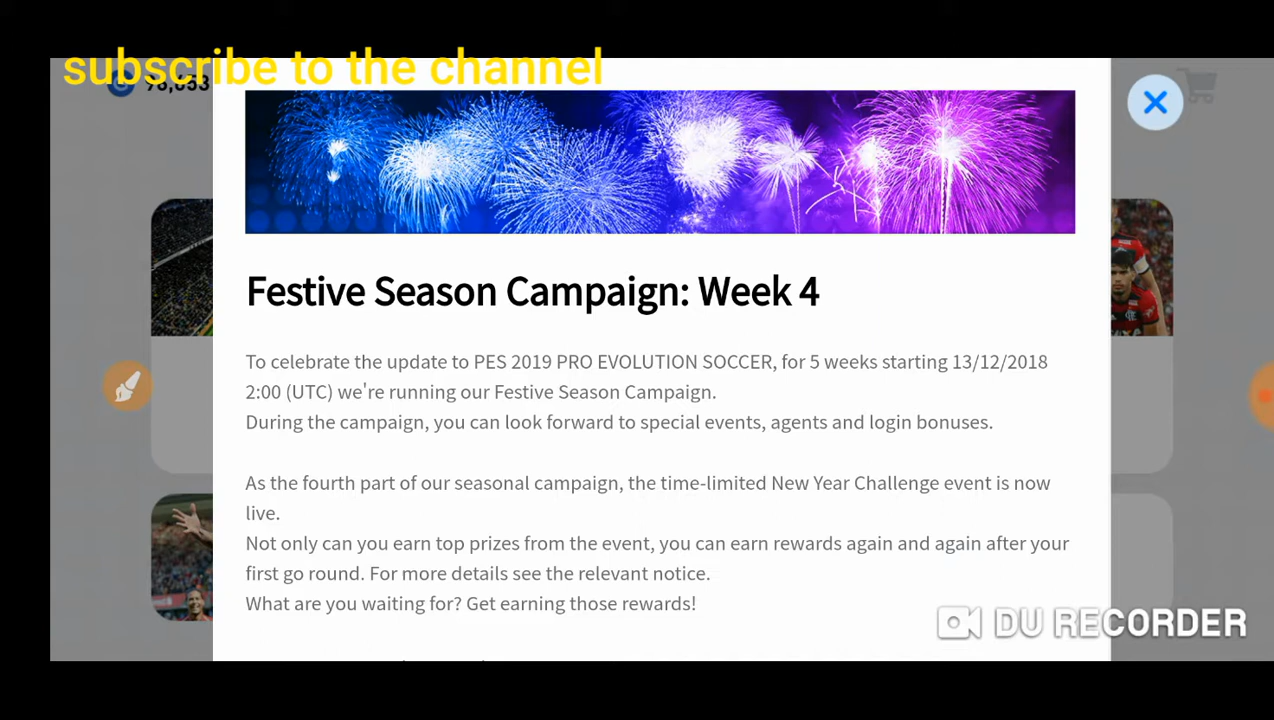 subscribe to the channel
Festive Season Campaign: Week 4
To celebrate the update to PES 2019 PRO EVOLUTION SOCCER, for 5 weeks starting 13/12/2018
2:00 (UTC) we're running our Festive Season Campaign.
During the campaign, you can look forward to special events, agents and login bonuses.
As the fourth part of our seasonal campaign, the time-limited New Year Challenge event is now
live.
Not only can you earn top prizes from the event, you can earn rewards again and again after your
first go round. For more details see the relevant notice.
What are you waiting for? Get earning those rewards!
DU RECORDER